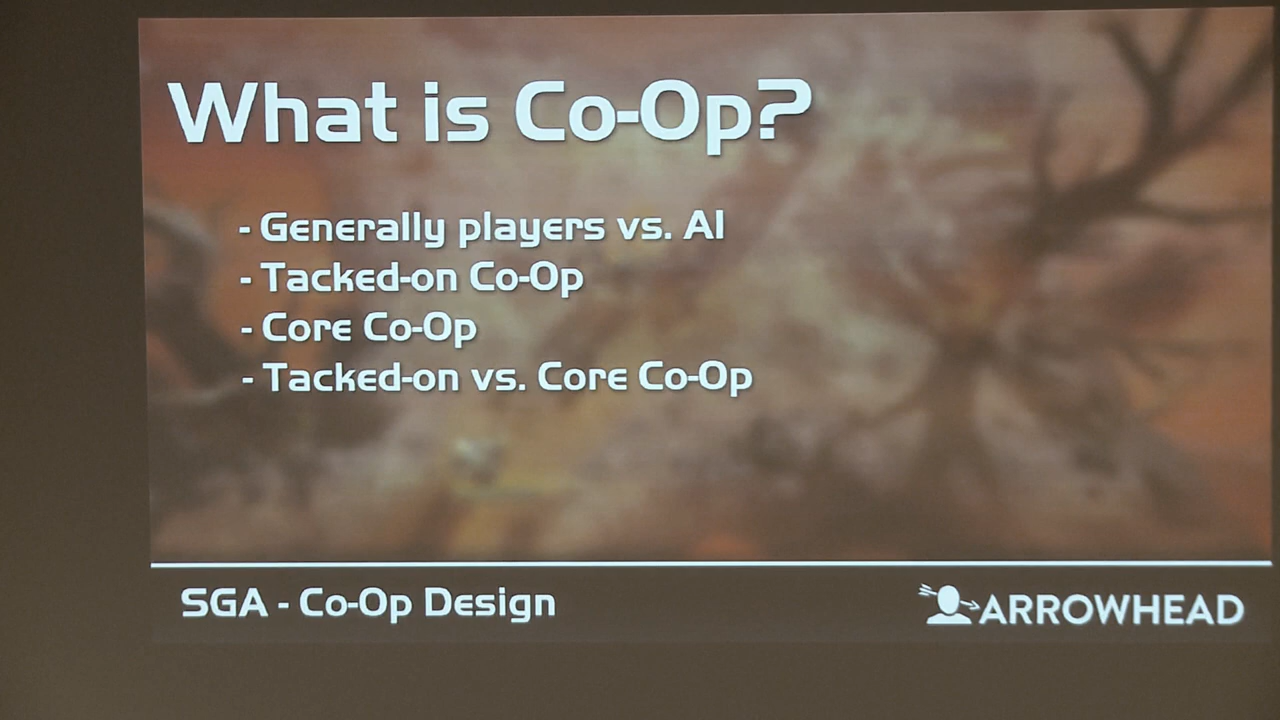 What is Co-Op?
- Generally players vs. AI
- Tacked-on Co-Op
- Core Co-Op
- Tacked-on vs. Core Co-Op
SGA - Co-Op Design
ARROWHEAD